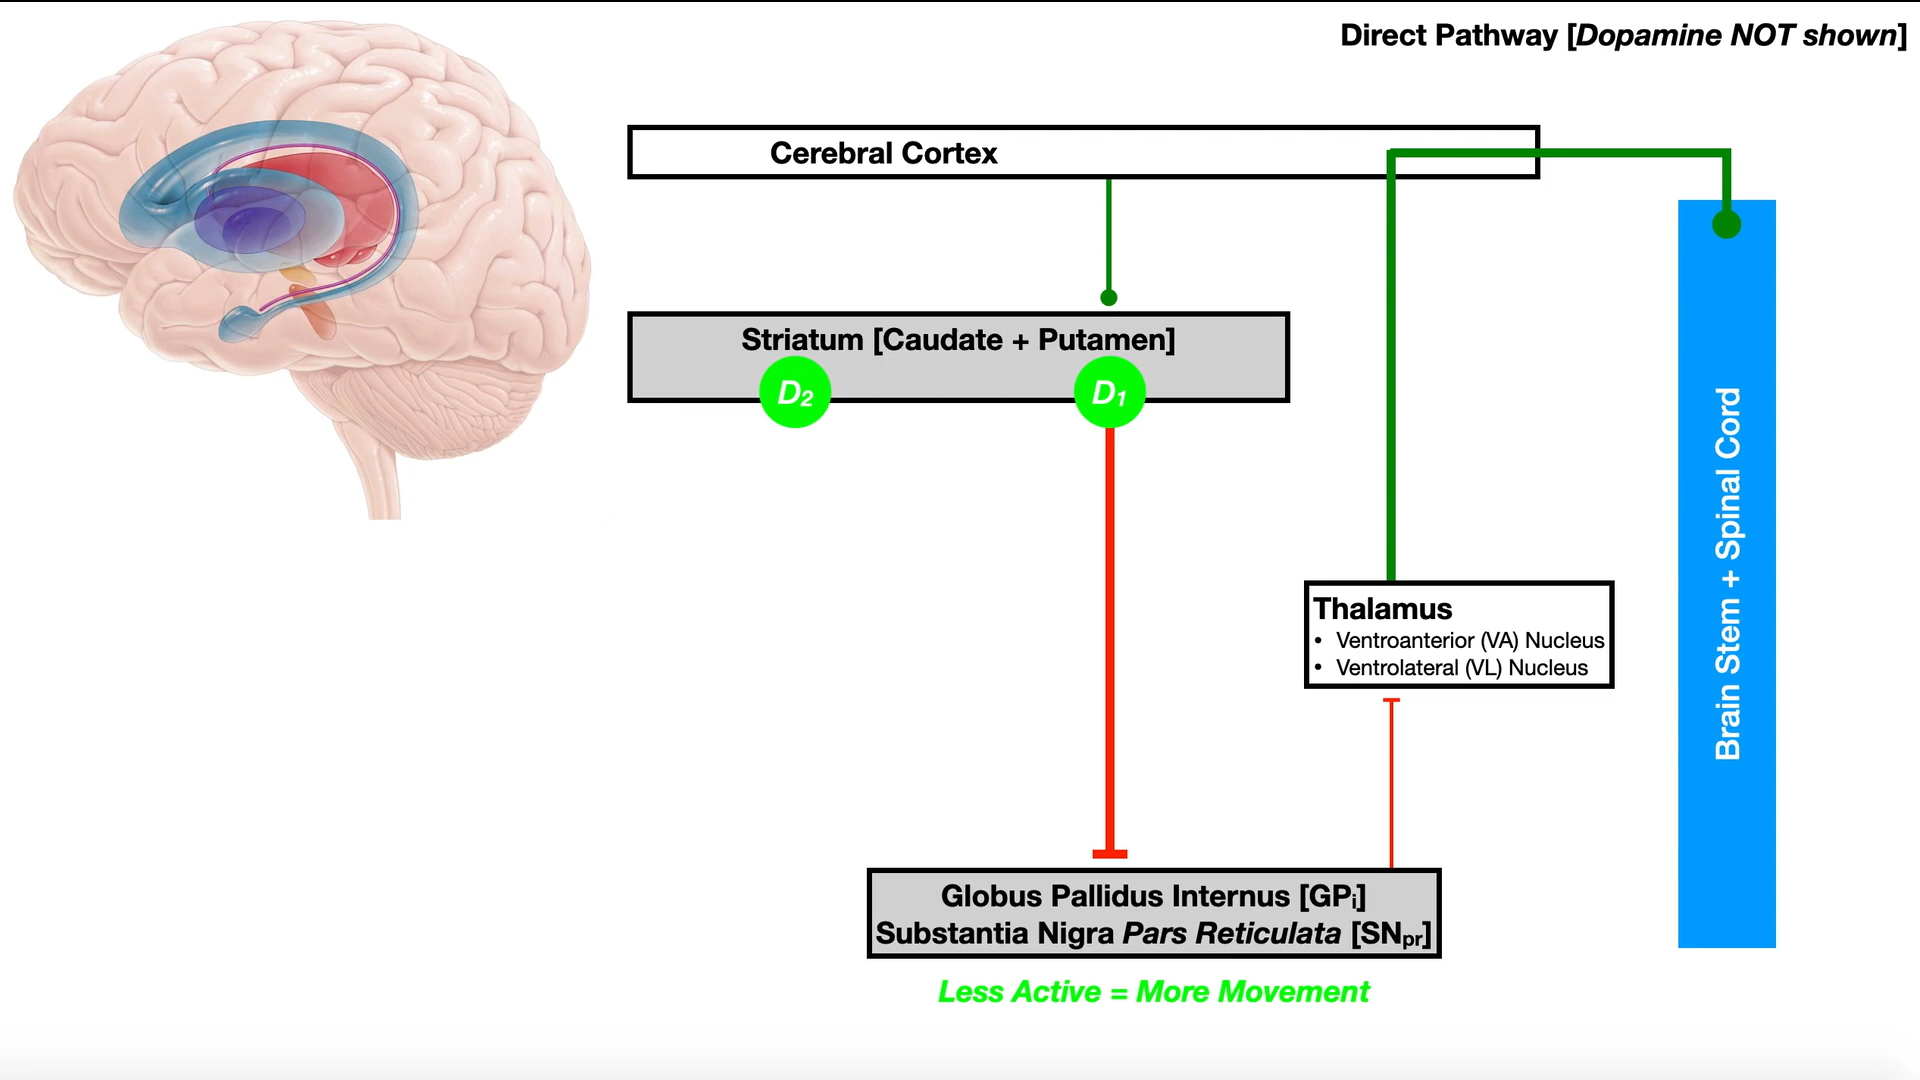 Direct Pathway [Dopamine NOT shown]
Cerebral Cortex
Striatum [Caudate + Putamen]
D₂
D₁
Thalamus
• Ventroanterior (VA) Nucleus
• Ventrolateral (VL) Nucleus
Brain Stem + Spinal Cord
Globus Pallidus Internus [GPᵢ]
Substantia Nigra Pars Reticulata [SNpr]
Less Active = More Movement